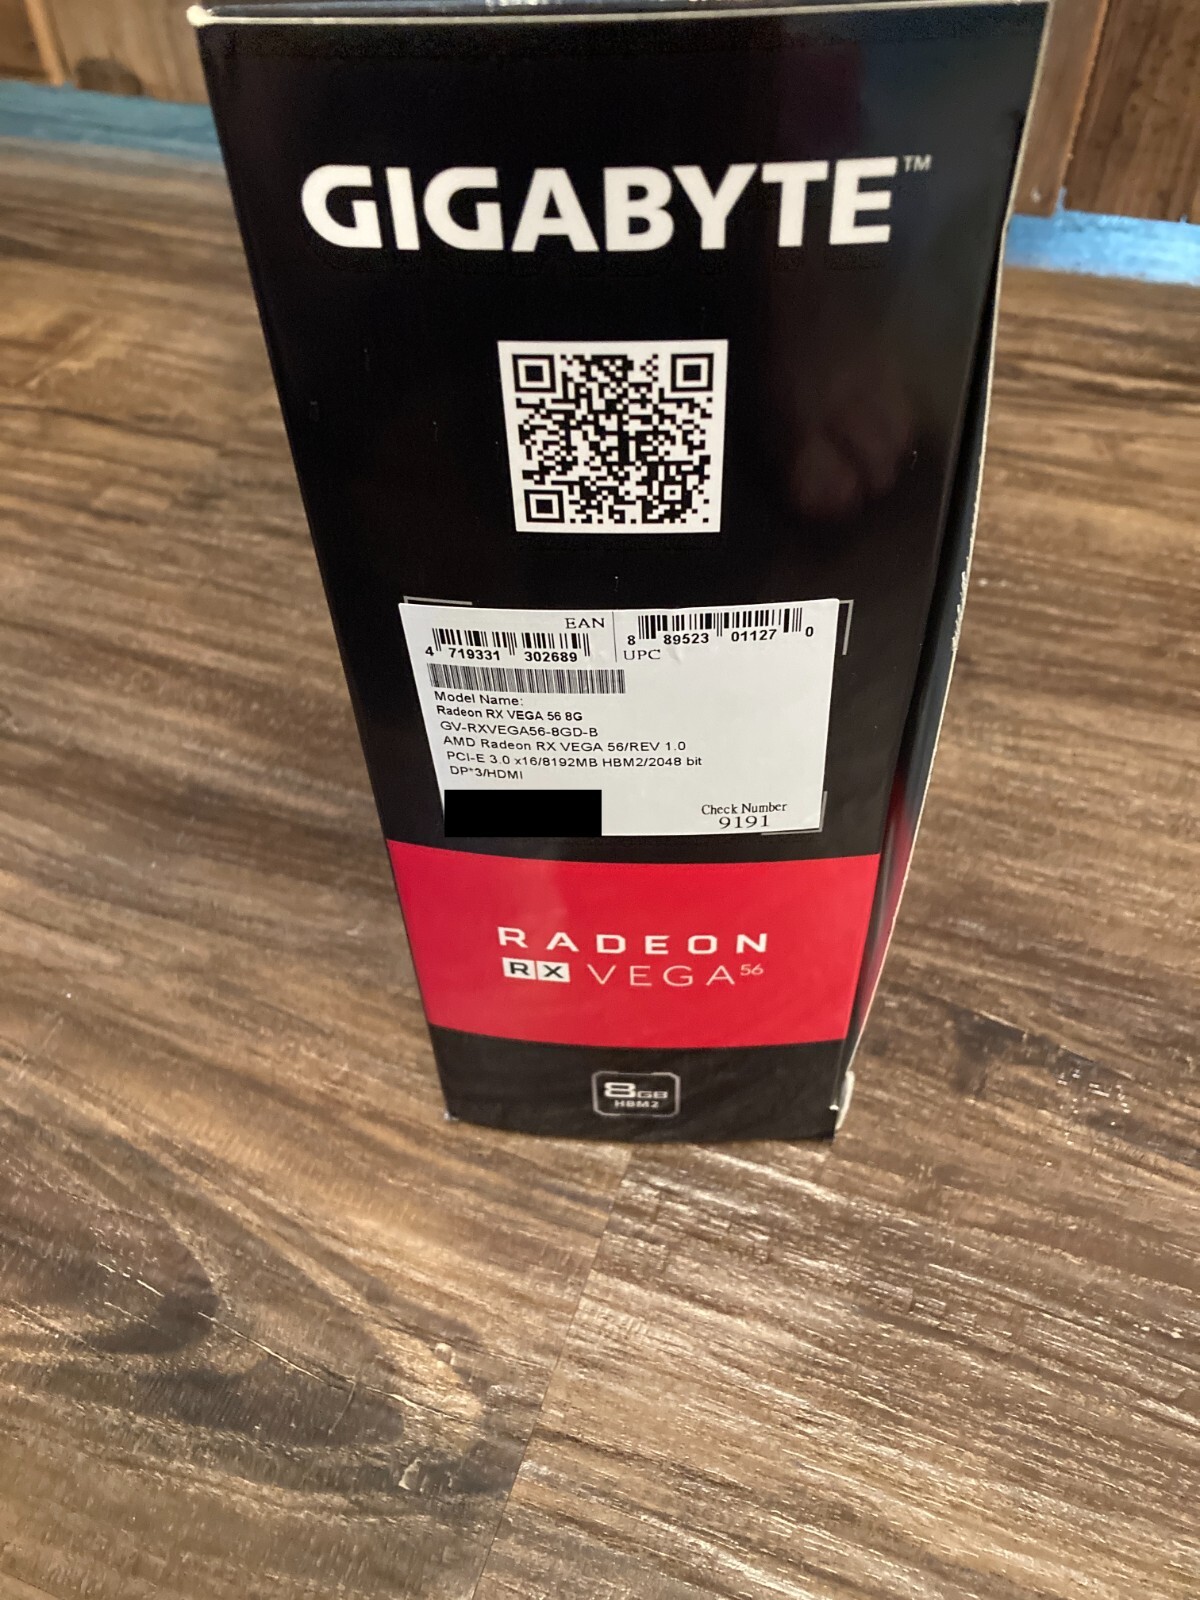 GIGABYTE™
EAN
4 719331 302689
8 89523 01127 0
UPC
Model Name:
Radeon RX VEGA 56 8G
GV-RXVEGA56-8GD-B
AMD Radeon RX VEGA 56/REV 1.0
PCI-E 3.0 x16/8192MB HBM2/2048 bit
DP*3/HDMI
Check Number
9191
RADEON
RX VEGA 56
8GB
HBM2